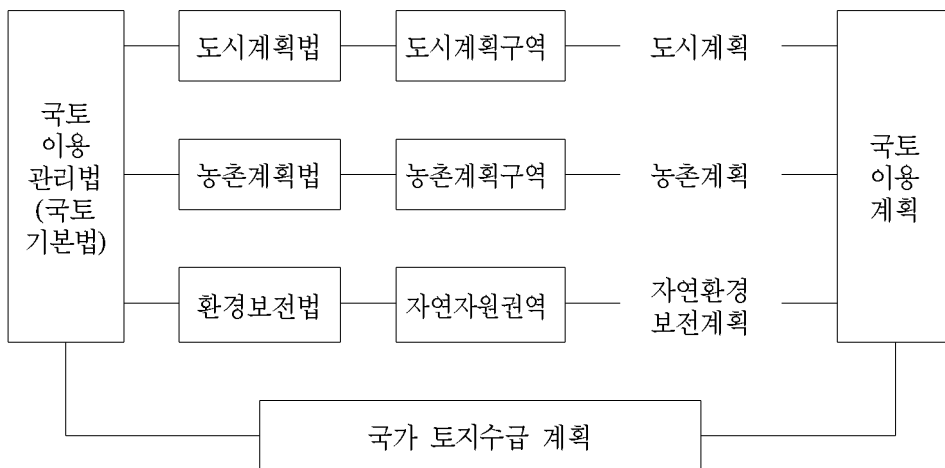 국토
이용
관리법
(국토
기본법)
도시계획법
도시계획구역
도시계획
농촌계획법
농촌계획구역
농촌계획
환경보전법
자연자원권역
자연환경
보전계획
국토
이용
계획
국가 토지수급 계획